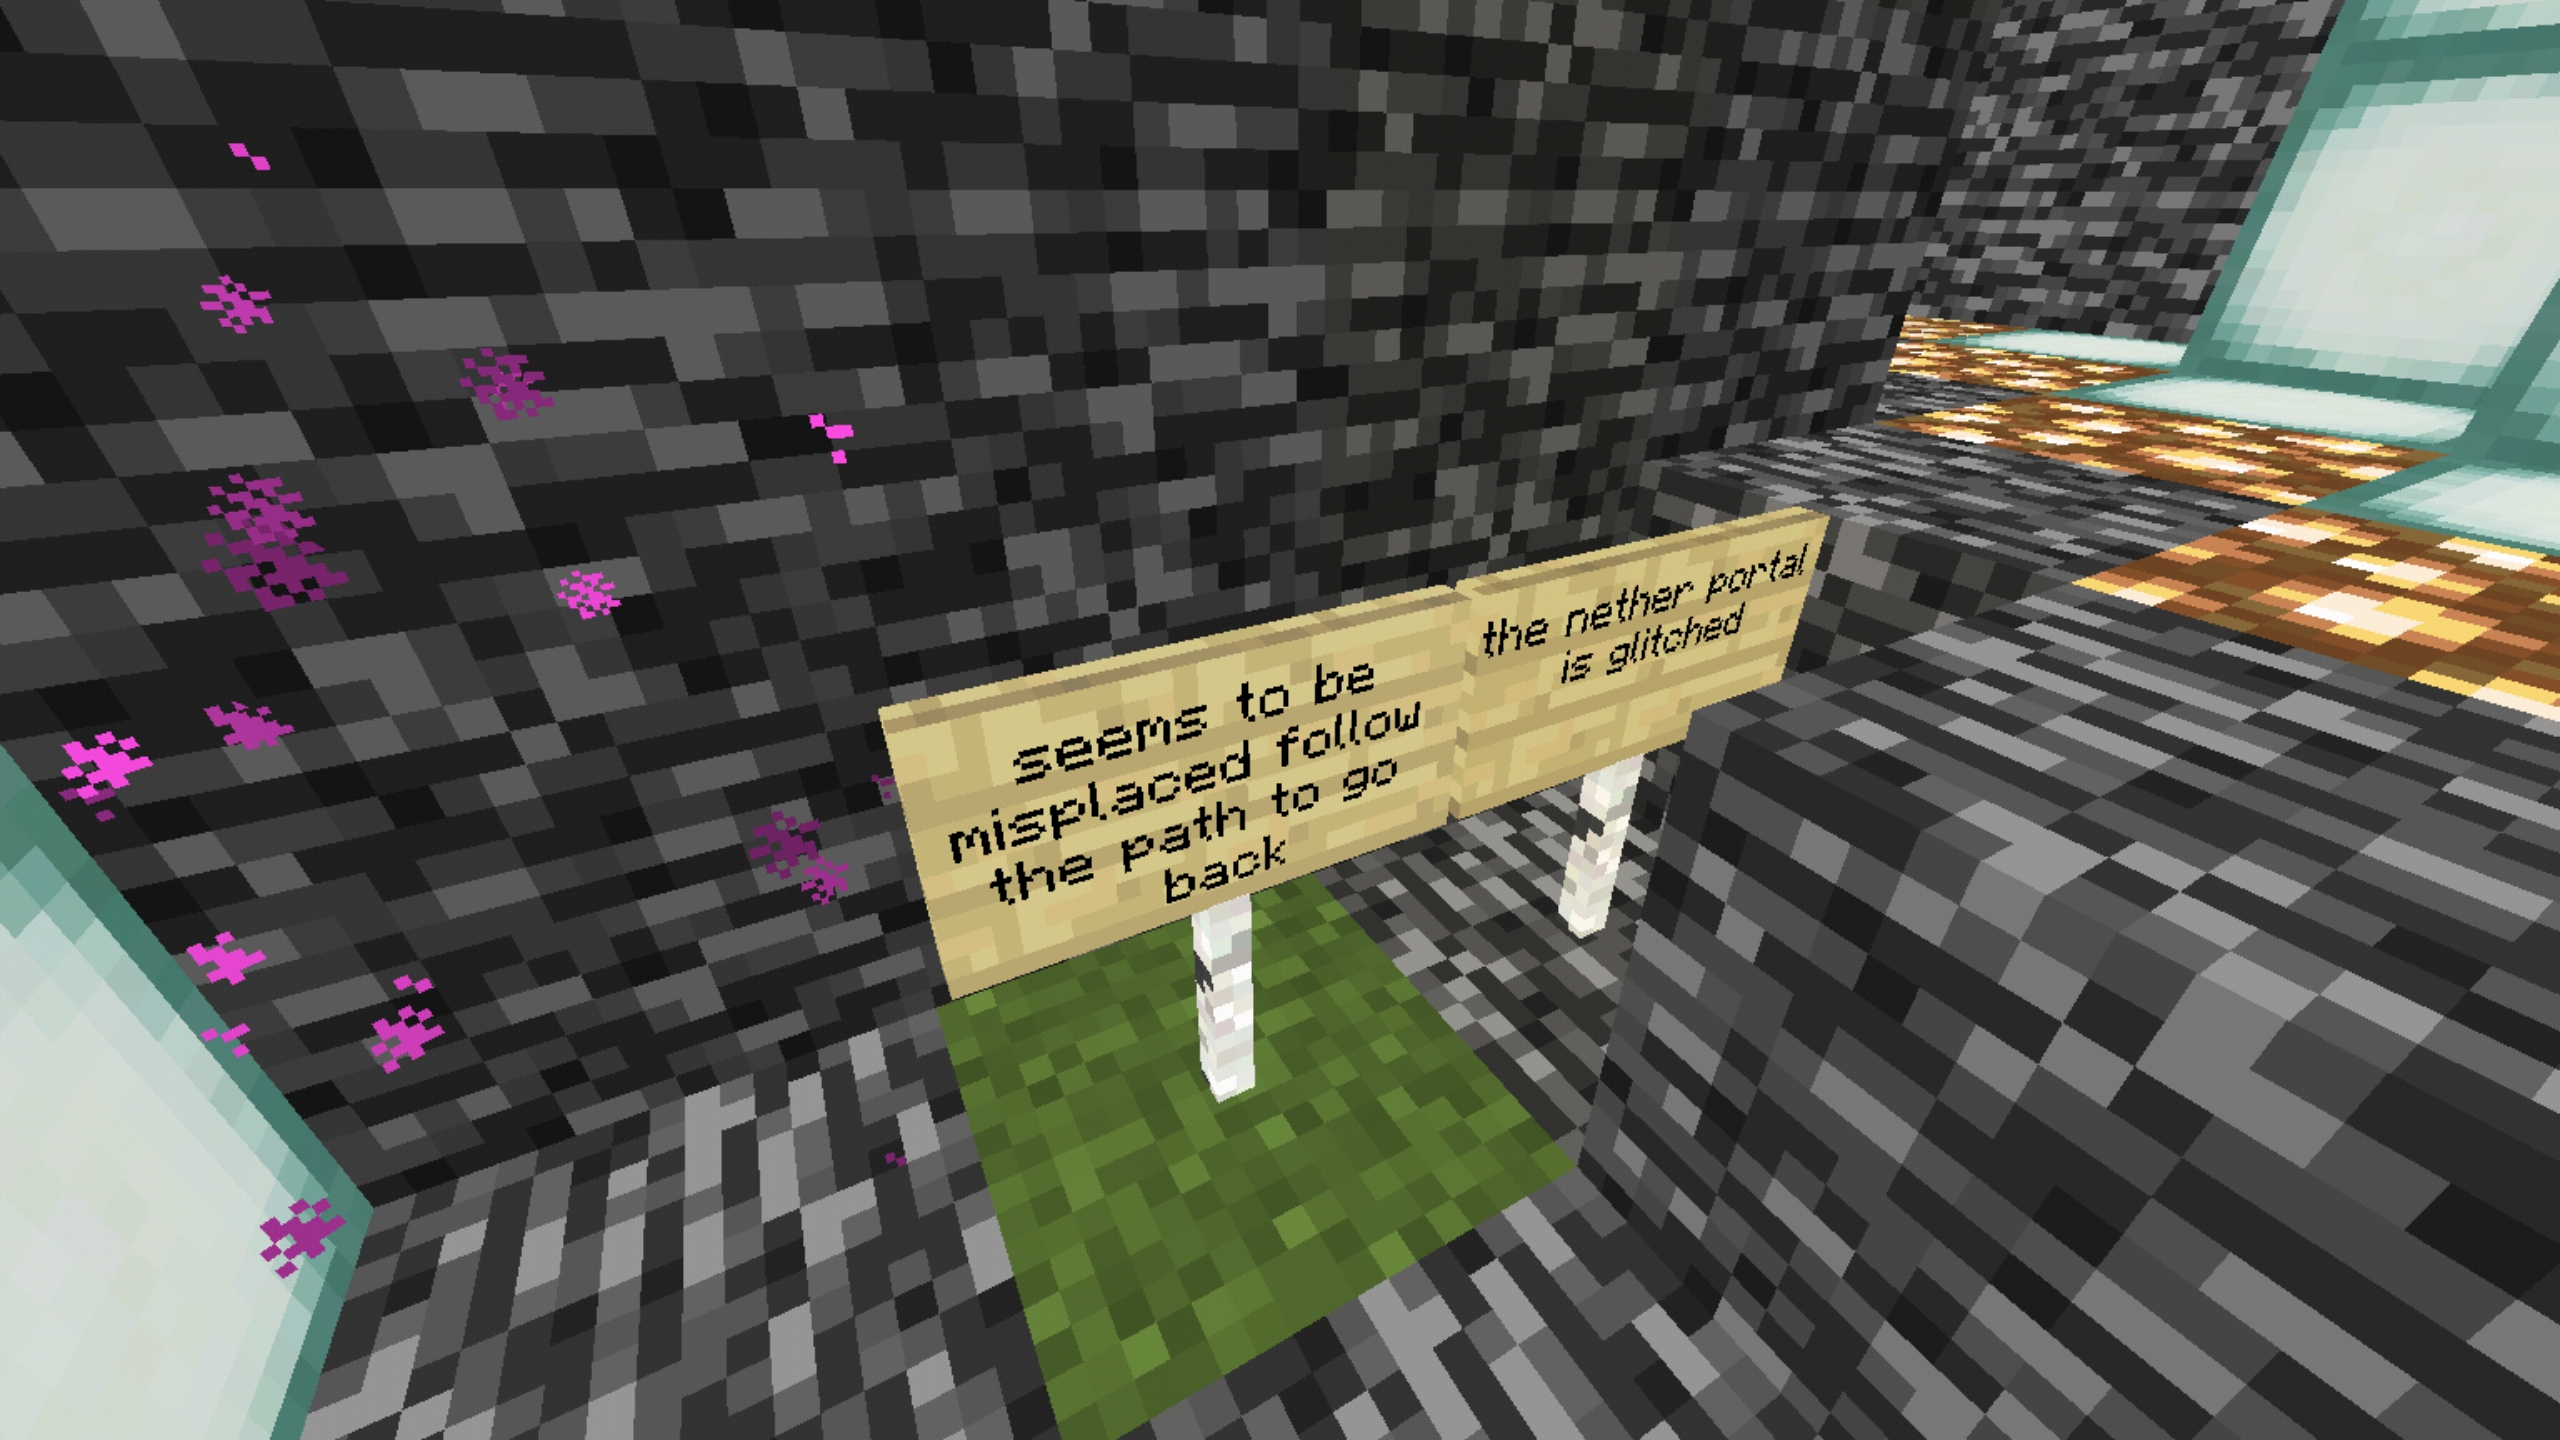 seems to be
misplaced follow
the path to go
back
the nether portal
is glitched